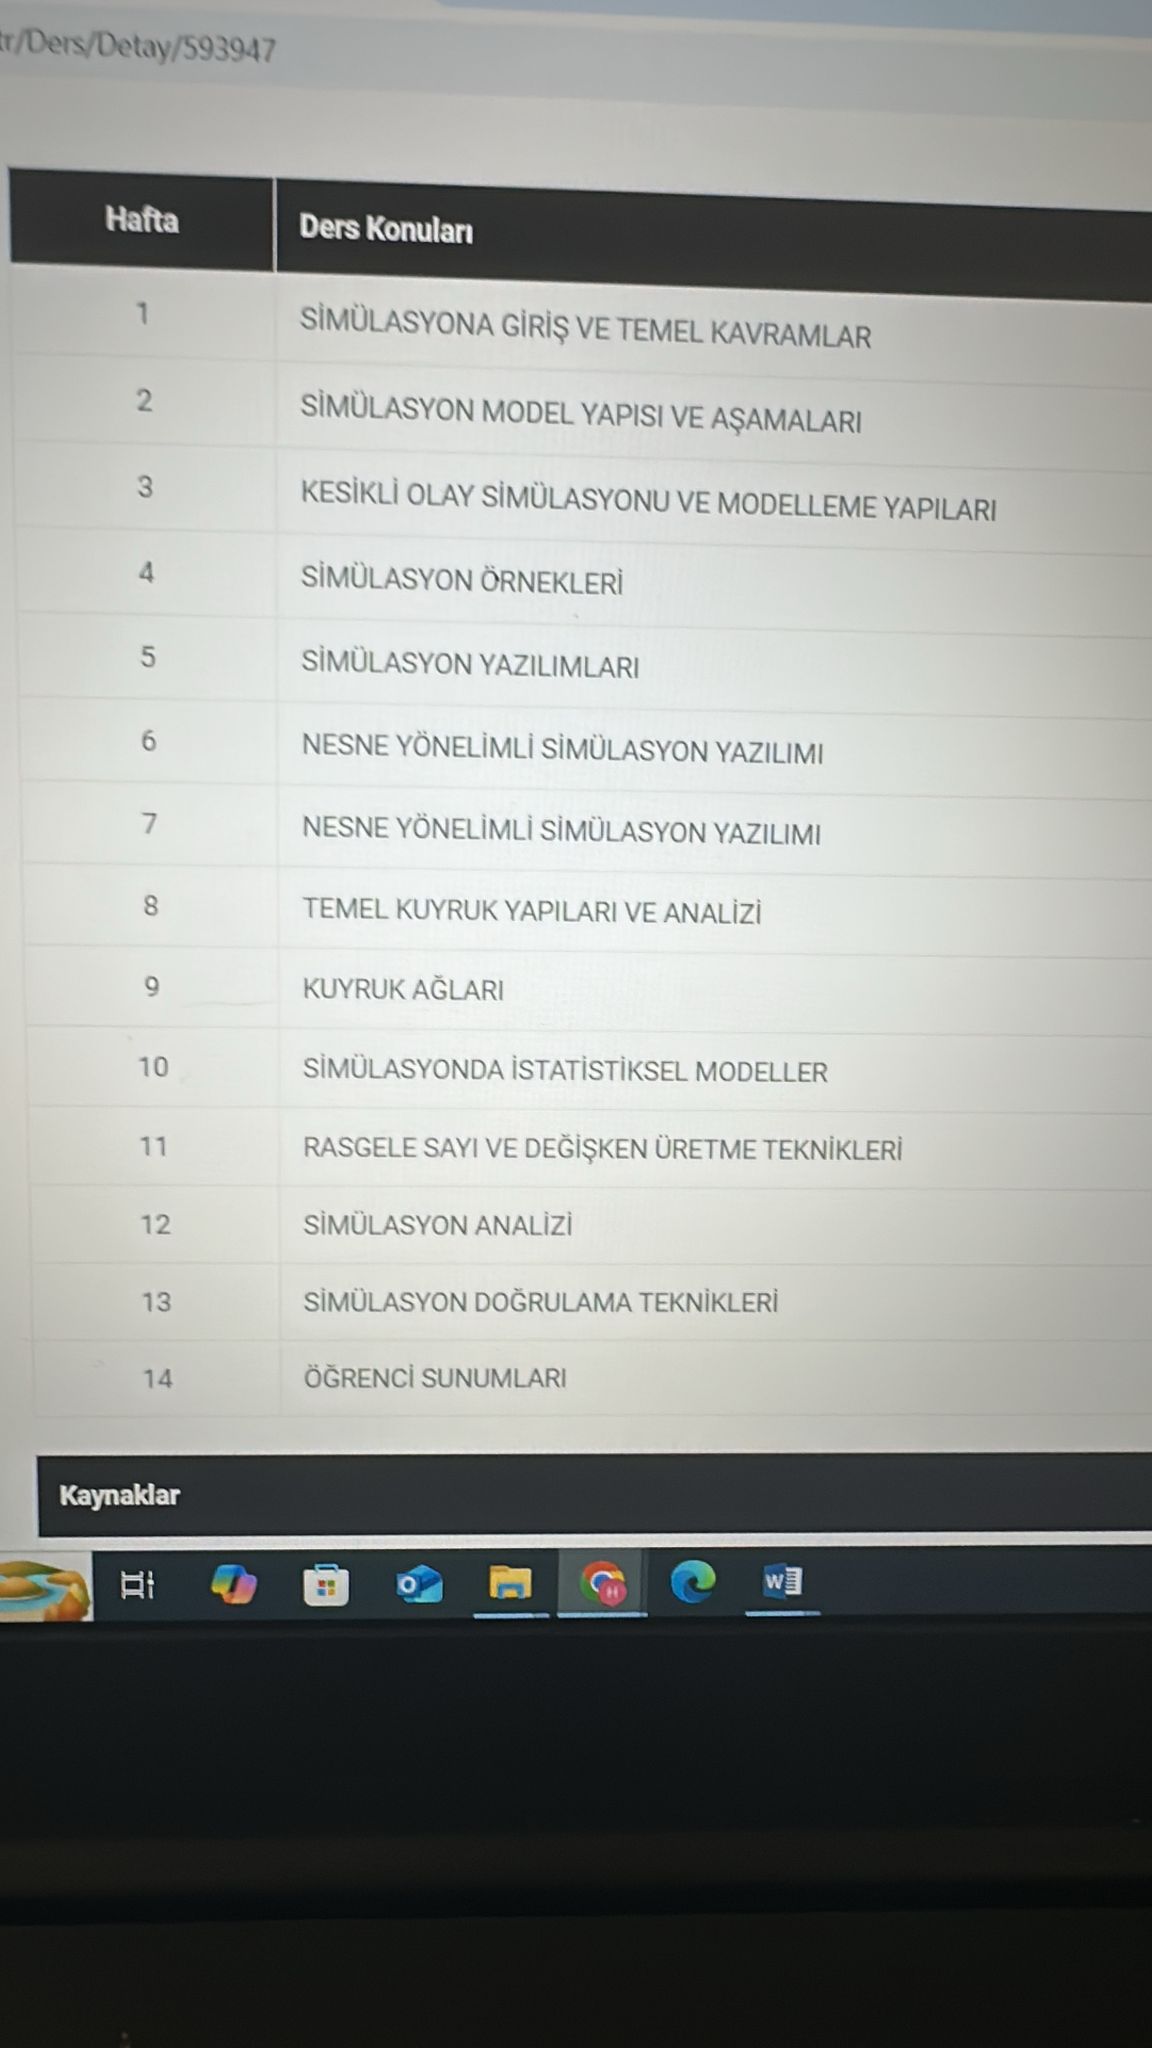 tr/Ders/Detay/593947
Hafta Ders Konuları
1 SİMÜLASYONA GİRİŞ VE TEMEL KAVRAMLAR
2 SİMÜLASYON MODEL YAPISI VE AŞAMALARI
3 KESİKLİ OLAY SİMÜLASYONU VE MODELLEME YAPILARI
4 SİMÜLASYON ÖRNEKLERİ
5 SİMÜLASYON YAZILIMLARI
6 NESNE YÖNELİMLİ SİMÜLASYON YAZILIMI
7 NESNE YÖNELİMLİ SİMÜLASYON YAZILIMI
8 TEMEL KUYRUK YAPILARI VE ANALİZİ
9 KUYRUK AĞLARI
10 SİMÜLASYONDA İSTATİSTİKSEL MODELLER
11 RASGELE SAYI VE DEĞİŞKEN ÜRETME TEKNİKLERİ
12 SİMÜLASYON ANALİZİ
13 SİMÜLASYON DOĞRULAMA TEKNİKLERİ
14 ÖĞRENCİ SUNUMLARI
Kaynaklar